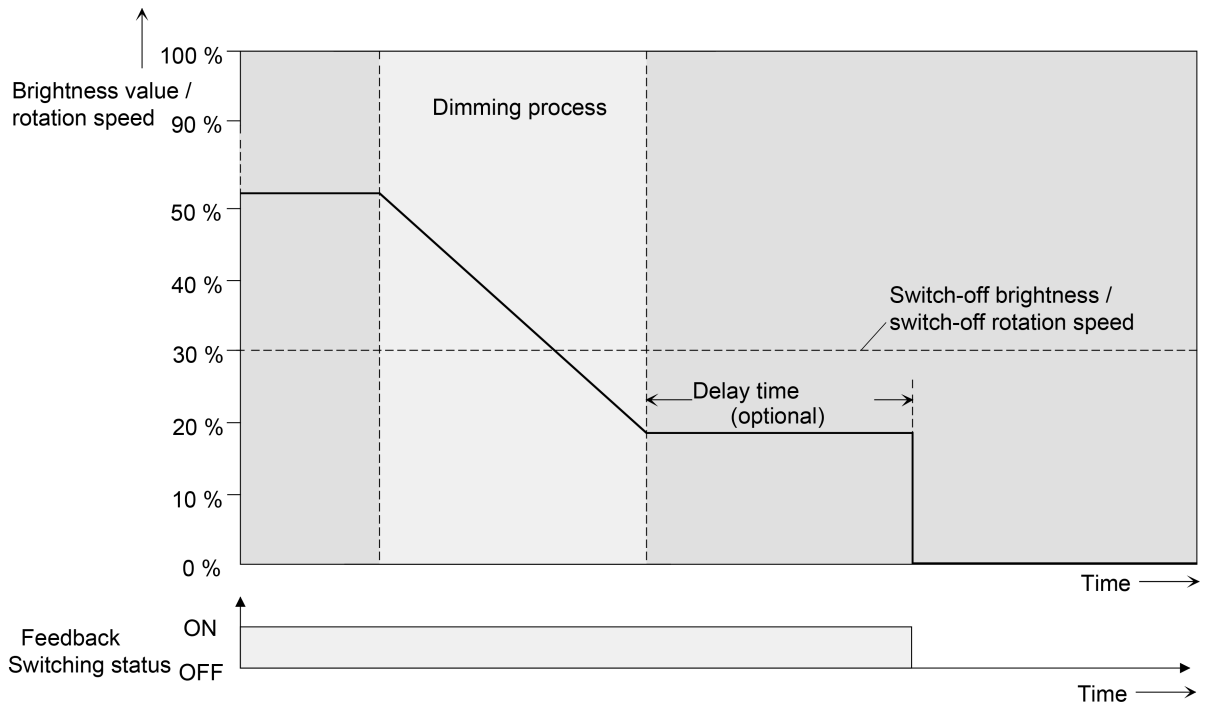 100 %
Brightness value /
rotation speed
90 %
Dimming process
50 %
40 %
Switch-off brightness /
switch-off rotation speed
30 %
Delay time
(optional)
20 %
10 %
0 %
Time
ON
Feedback
Switching status
OFF
Time